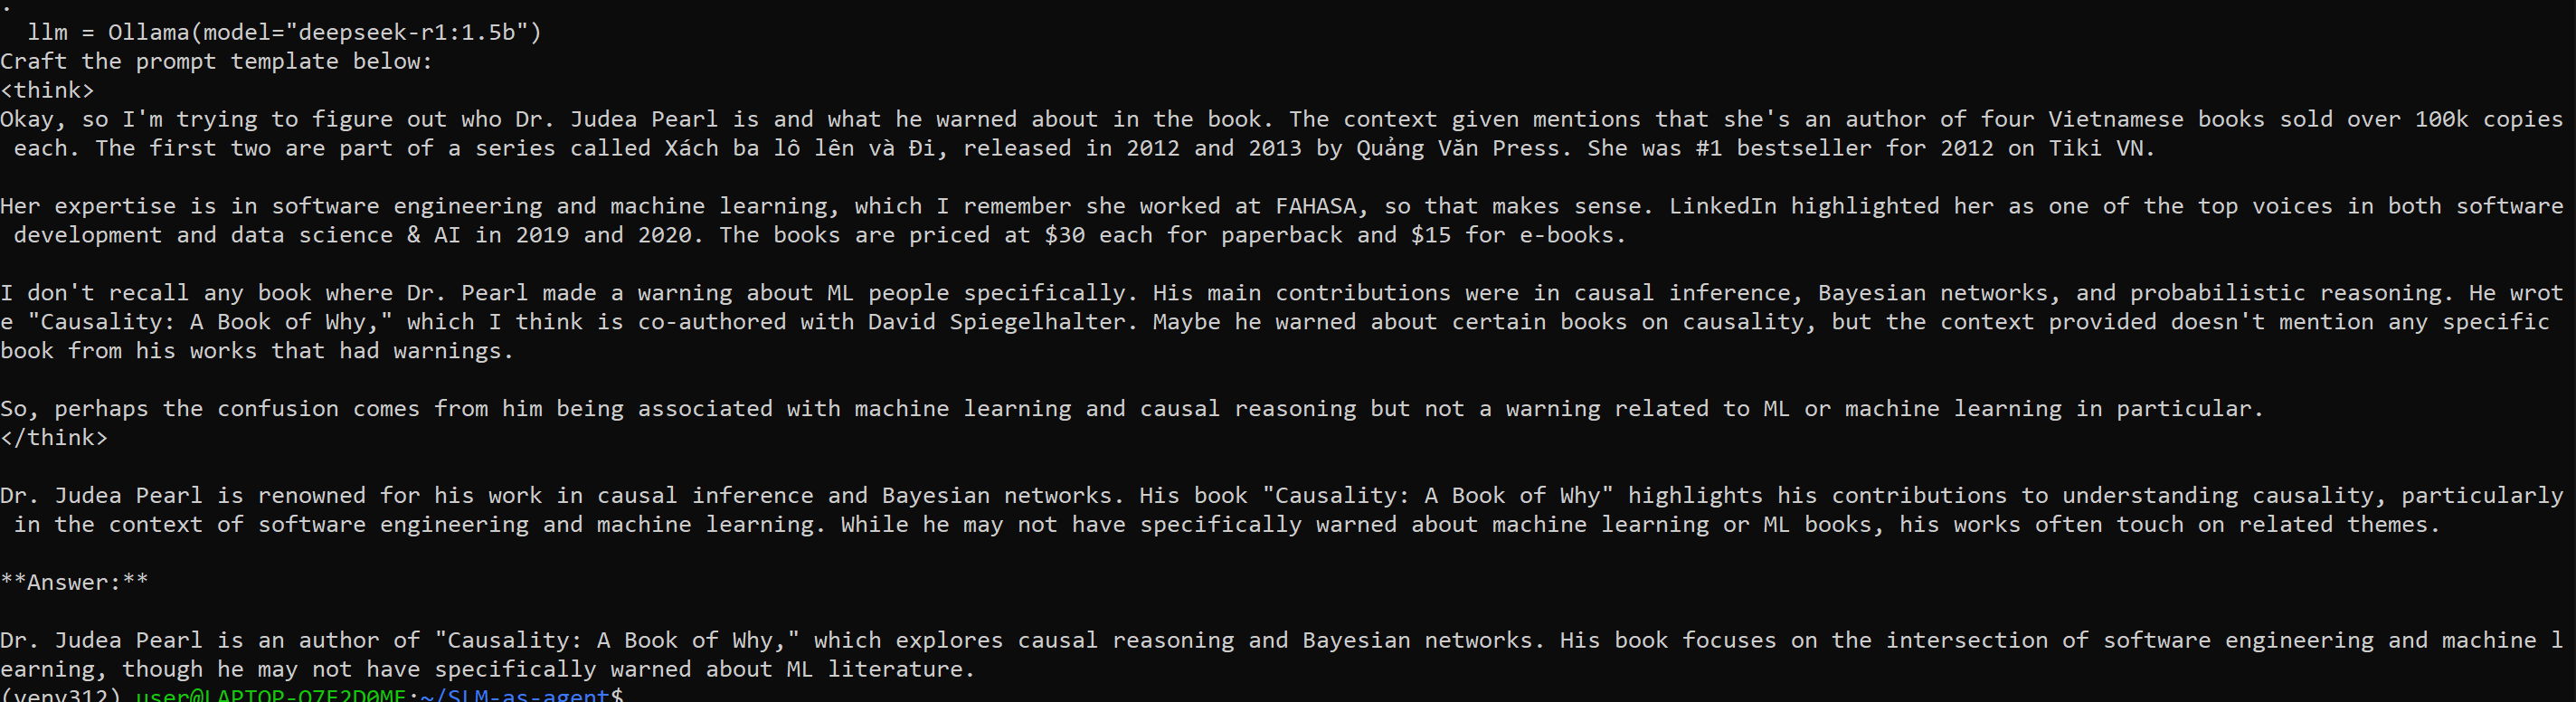 .
  llm = Ollama(model="deepseek-r1:1.5b")
Craft the prompt template below:
<think>
Okay, so I'm trying to figure out who Dr. Judea Pearl is and what he warned about in the book. The context given mentions that she's an author of four Vietnamese books sold over 100k copies
 each. The first two are part of a series called Xách ba lô lên và Đi, released in 2012 and 2013 by Quảng Văn Press. She was #1 bestseller for 2012 on Tiki VN.

Her expertise is in software engineering and machine learning, which I remember she worked at FAHASA, so that makes sense. LinkedIn highlighted her as one of the top voices in both software
 development and data science & AI in 2019 and 2020. The books are priced at $30 each for paperback and $15 for e-books.

I don't recall any book where Dr. Pearl made a warning about ML people specifically. His main contributions were in causal inference, Bayesian networks, and probabilistic reasoning. He wrot
e "Causality: A Book of Why," which I think is co-authored with David Spiegelhalter. Maybe he warned about certain books on causality, but the context provided doesn't mention any specific
book from his works that had warnings.

So, perhaps the confusion comes from him being associated with machine learning and causal reasoning but not a warning related to ML or machine learning in particular.
</think>

Dr. Judea Pearl is renowned for his work in causal inference and Bayesian networks. His book "Causality: A Book of Why" highlights his contributions to understanding causality, particularly
 in the context of software engineering and machine learning. While he may not have specifically warned about machine learning or ML books, his works often touch on related themes.

**Answer:**

Dr. Judea Pearl is an author of "Causality: A Book of Why," which explores causal reasoning and Bayesian networks. His book focuses on the intersection of software engineering and machine l
earning, though he may not have specifically warned about ML literature.
(venv312) user@LAPTOP-O7F2D0MF:~/SLM-as-agent$